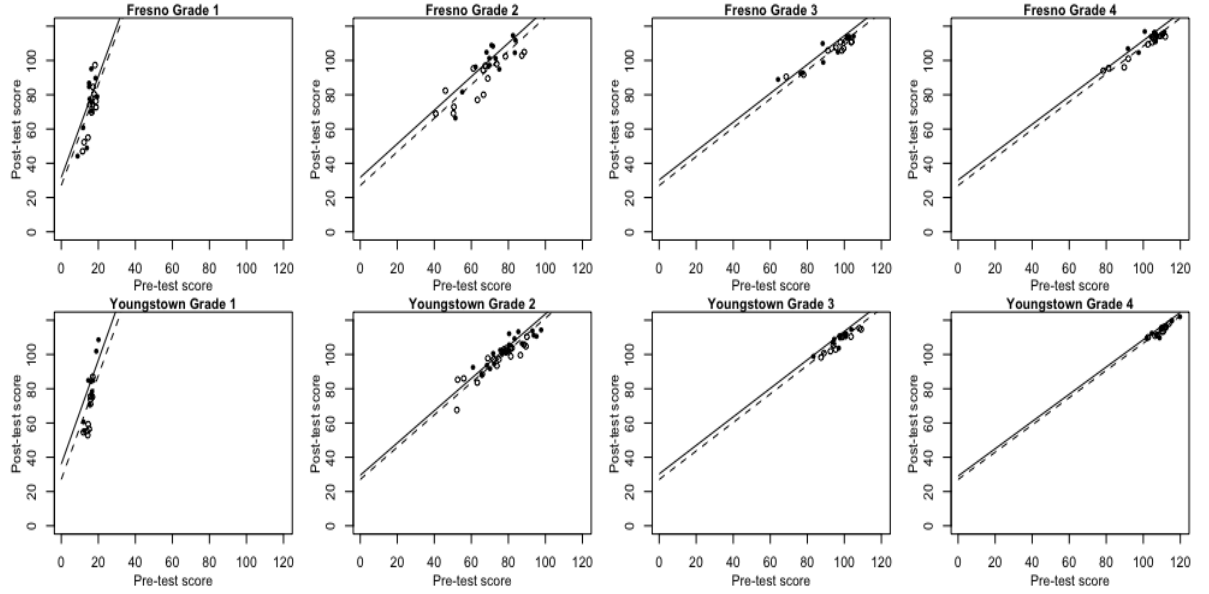 Fresno Grade 1
Post-test score
0 20 40 60 80 100
0 20 40 60 80 100 120
Pre-test score
Fresno Grade 2
Post-test score
0 20 40 60 80 100
0 20 40 60 80 100 120
Pre-test score
Fresno Grade 3
Post-test score
0 20 40 60 80 100
0 20 40 60 80 100 120
Pre-test score
Fresno Grade 4
Post-test score
0 20 40 60 80 100
0 20 40 60 80 100 120
Pre-test score
Youngstown Grade 1
Post-test score
0 20 40 60 80 100
0 20 40 60 80 100 120
Pre-test score
Youngstown Grade 2
Post-test score
0 20 40 60 80 100
0 20 40 60 80 100 120
Pre-test score
Youngstown Grade 3
Post-test score
0 20 40 60 80 100
0 20 40 60 80 100 120
Pre-test score
Youngstown Grade 4
Post-test score
0 20 40 60 80 100
0 20 40 60 80 100 120
Pre-test score